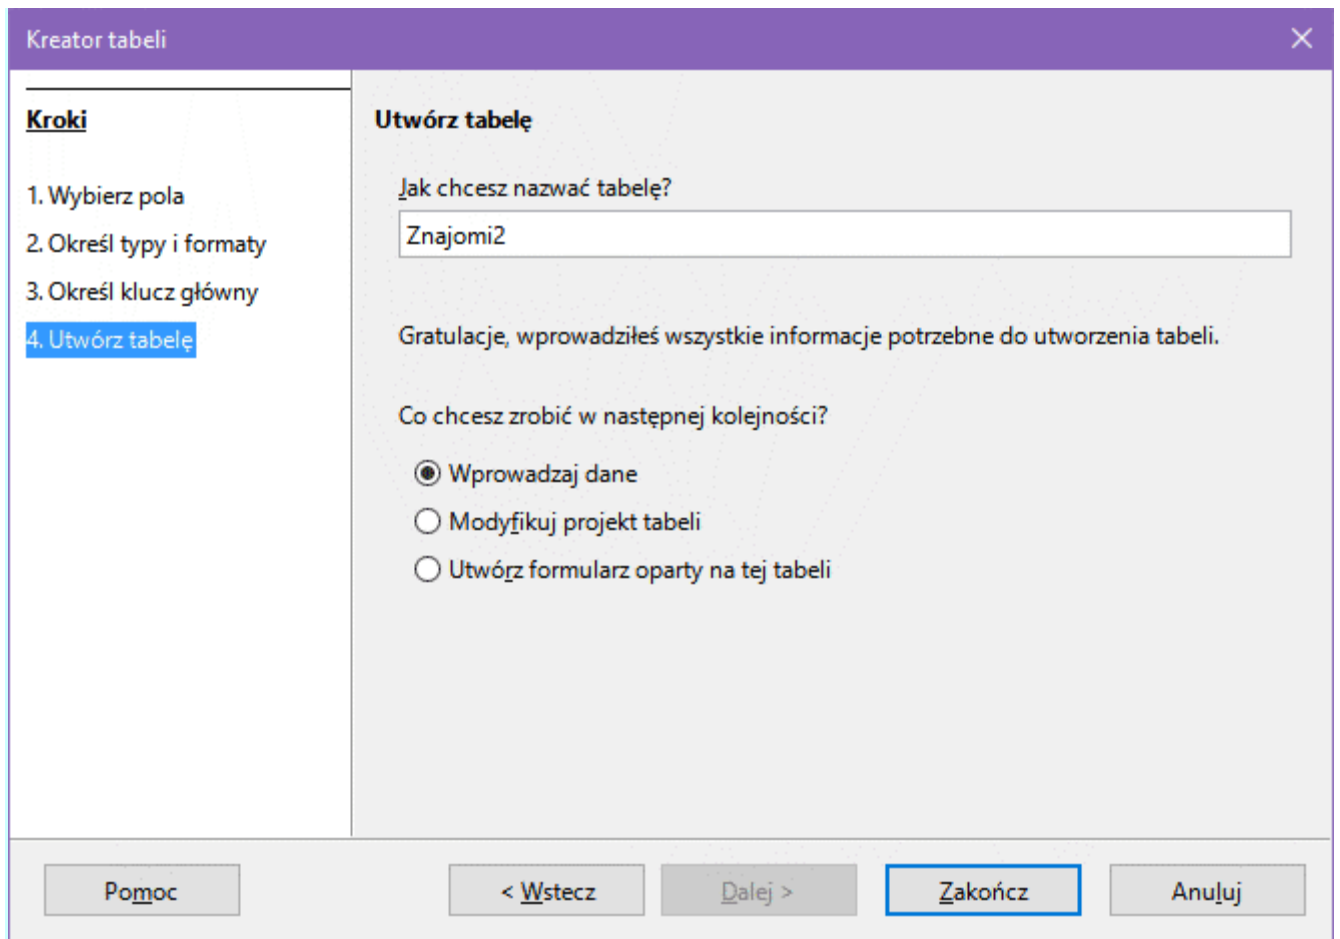 Kreator tabeli
Kroki
1. Wybierz pola
2. Określ typy i formaty
3. Określ klucz główny
4. Utwórz tabelę
Utwórz tabelę
Jak chcesz nazwać tabelę?
Znajomi2
Gratulacje, wprowadziłeś wszystkie informacje potrzebne do utworzenia tabeli.
Co chcesz zrobić w następnej kolejności?
Wprowadzaj dane
Modyfikuj projekt tabeli
Utwórz formularz oparty na tej tabeli
Pomoc
< Wstecz
Dalej >
Zakończ
Anuluj